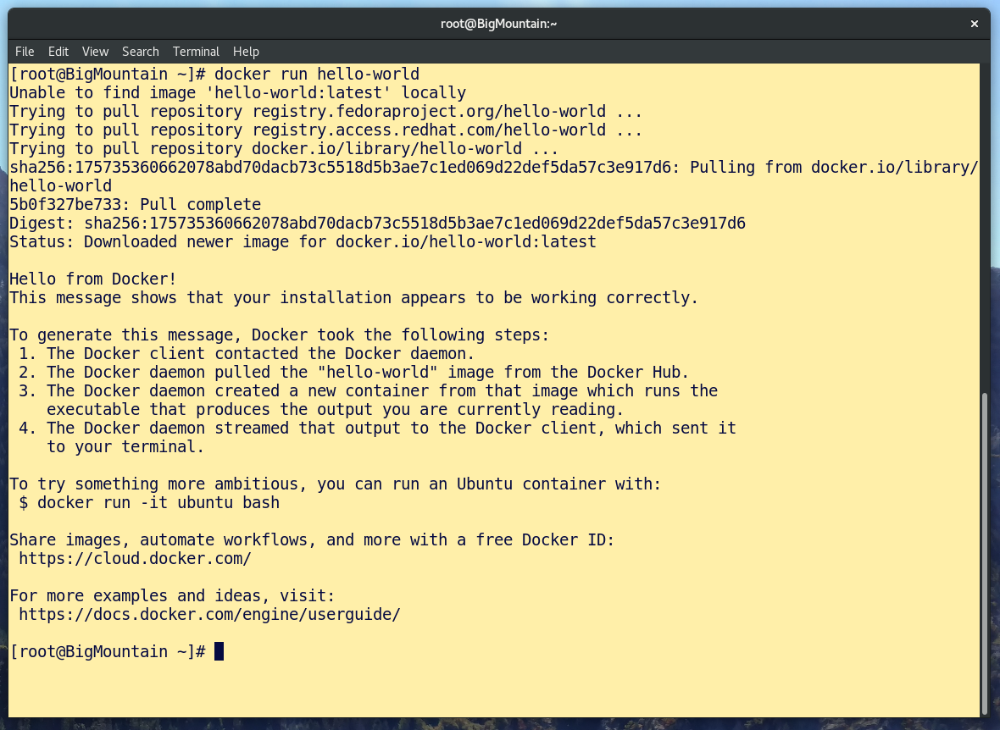 root@BigMountain:~
×
File Edit View Search Terminal Help
[root@BigMountain ~]# docker run hello-world
Unable to find image 'hello-world:latest' locally
Trying to pull repository registry.fedoraproject.org/hello-world ...
Trying to pull repository registry.access.redhat.com/hello-world ...
Trying to pull repository docker.io/library/hello-world ...
sha256:175735360662078abd70dacb73c5518d5b3ae7c1ed069d22def5da57c3e917d6: Pulling from docker.io/library/
hello-world
5b0f327be733: Pull complete
Digest: sha256:175735360662078abd70dacb73c5518d5b3ae7c1ed069d22def5da57c3e917d6
Status: Downloaded newer image for docker.io/hello-world:latest

Hello from Docker!
This message shows that your installation appears to be working correctly.

To generate this message, Docker took the following steps:
 1. The Docker client contacted the Docker daemon.
 2. The Docker daemon pulled the "hello-world" image from the Docker Hub.
 3. The Docker daemon created a new container from that image which runs the
    executable that produces the output you are currently reading.
 4. The Docker daemon streamed that output to the Docker client, which sent it
    to your terminal.

To try something more ambitious, you can run an Ubuntu container with:
 $ docker run -it ubuntu bash

Share images, automate workflows, and more with a free Docker ID:
 https://cloud.docker.com/

For more examples and ideas, visit:
 https://docs.docker.com/engine/userguide/

[root@BigMountain ~]#